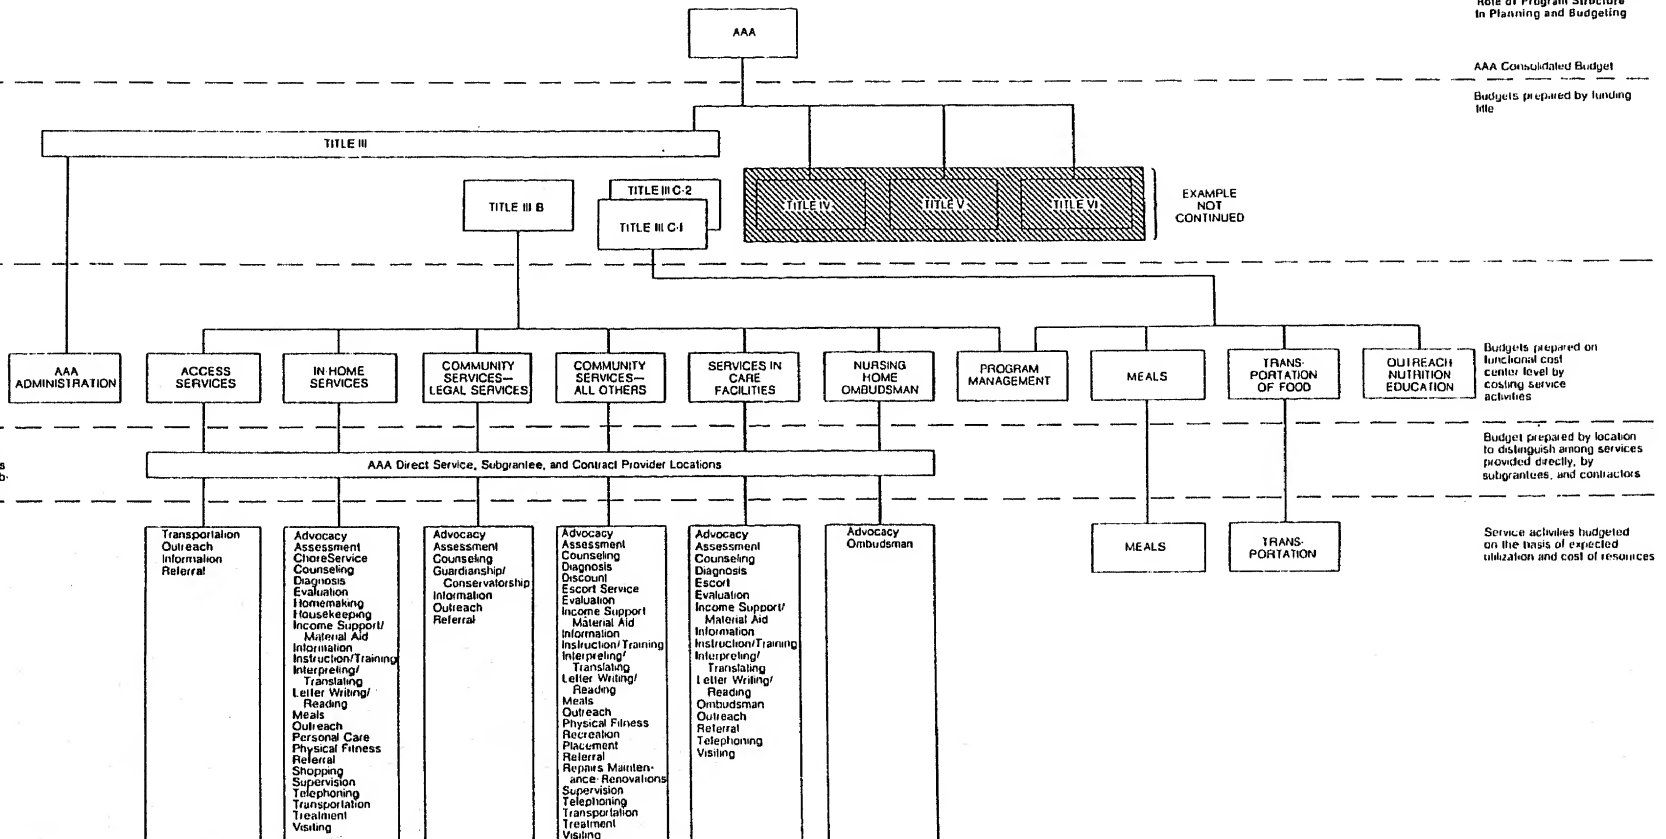 Role of Program Structure
In Planning and Budgeting
AAA
AAA Consolidated Budget
Budgets prepared by funding
title
TITLE III
TITLE III B
TITLE III C-2
TITLE III C-1
TITLE IV
TITLE V
TITLE VI
EXAMPLE
NOT
CONTINUED
AAA
ADMINISTRATION
ACCESS
SERVICES
IN-HOME
SERVICES
COMMUNITY
SERVICES—
LEGAL SERVICES
COMMUNITY
SERVICES—
ALL OTHERS
SERVICES IN
CARE
FACILITIES
NURSING
HOME
OMBUDSMAN
PROGRAM
MANAGEMENT
MEALS
TRANS-
PORTATION
OF FOOD
OUTREACH
NUTRITION
EDUCATION
Budgets prepared on
functional cost
center level by
costing service
activities
s
b-
AAA Direct Service, Subgrantee, and Contract Provider Locations
Budget prepared by location
to distinguish among services
provided directly, by
subgrantees, and contractors
Transportation
Outreach
Information
Referral
Advocacy
Assessment
ChoreService
Counseling
Diagnosis
Evaluation
Homemaking
Housekeeping
Income Support/
Material Aid
Information
Instruction/Training
Interpreting/
Translating
Letter Writing/
Reading
Meals
Outreach
Personal Care
Physical Fitness
Referral
Shopping
Supervision
Telephoning
Transportation
Treatment
Visiting
Advocacy
Assessment
Counseling
Guardianship/
Conservatorship
Information
Outreach
Referral
Advocacy
Assessment
Counseling
Diagnosis
Discount
Escort Service
Evaluation
Income Support
Material Aid
Information
Instruction/Training
Interpreting/
Translating
Letter Writing/
Reading
Meals
Outreach
Physical Fitness
Recreation
Placement
Referral
Repairs Mainten-
ance-Renovations
Supervision
Telephoning
Transportation
Treatment
Visiting
Advocacy
Assessment
Counseling
Diagnosis
Escort
Evaluation
Income Support/
Material Aid
Information
Instruction/Training
Interpreting/
Translating
Letter Writing/
Reading
Ombudsman
Outreach
Referral
Telephoning
Visiting
Advocacy
Ombudsman
MEALS
TRANS-
PORTATION
Service activities budgeted
on the basis of expected
utilization and cost of resources